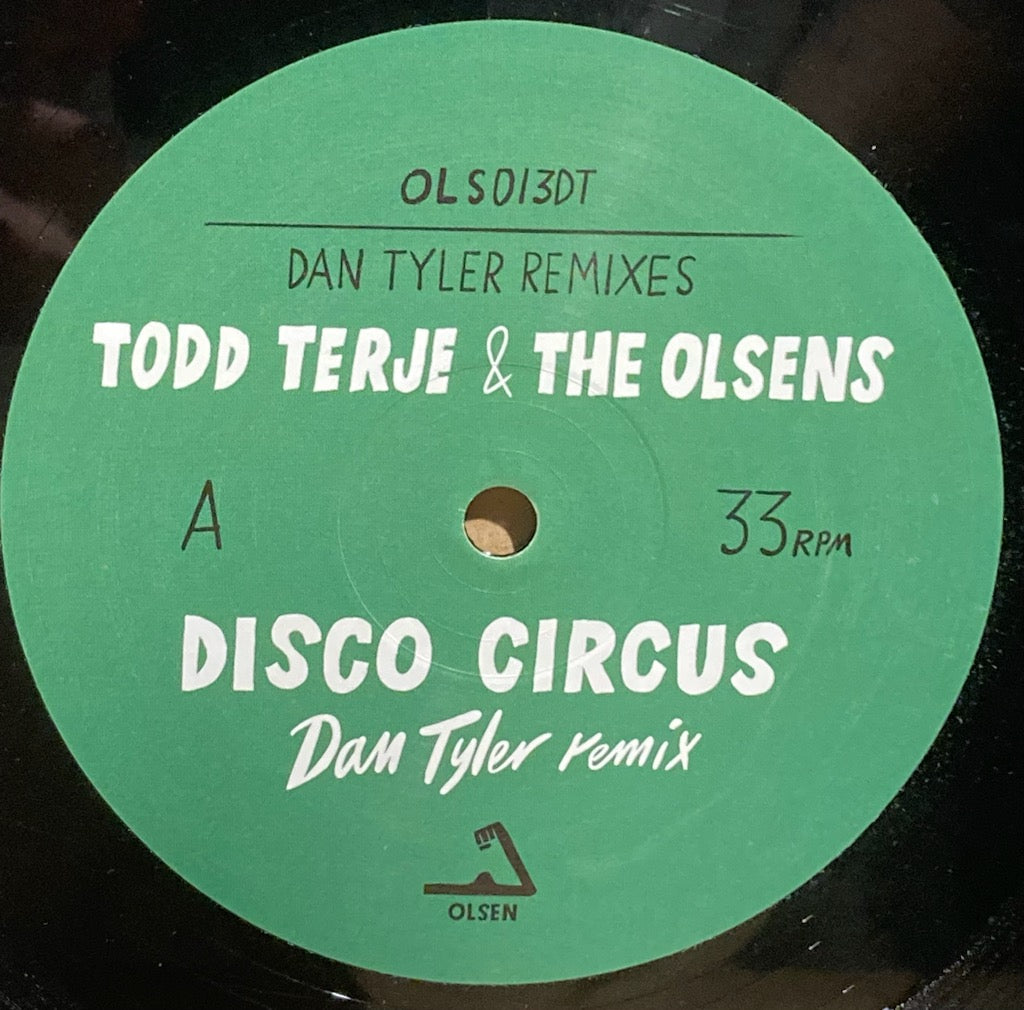 OLS013DT
DAN TYLER REMIXES
TODD TERJE & THE OLSENS
A
33RPM
DISCO CIRCUS
Dan Tyler remix
OLSEN